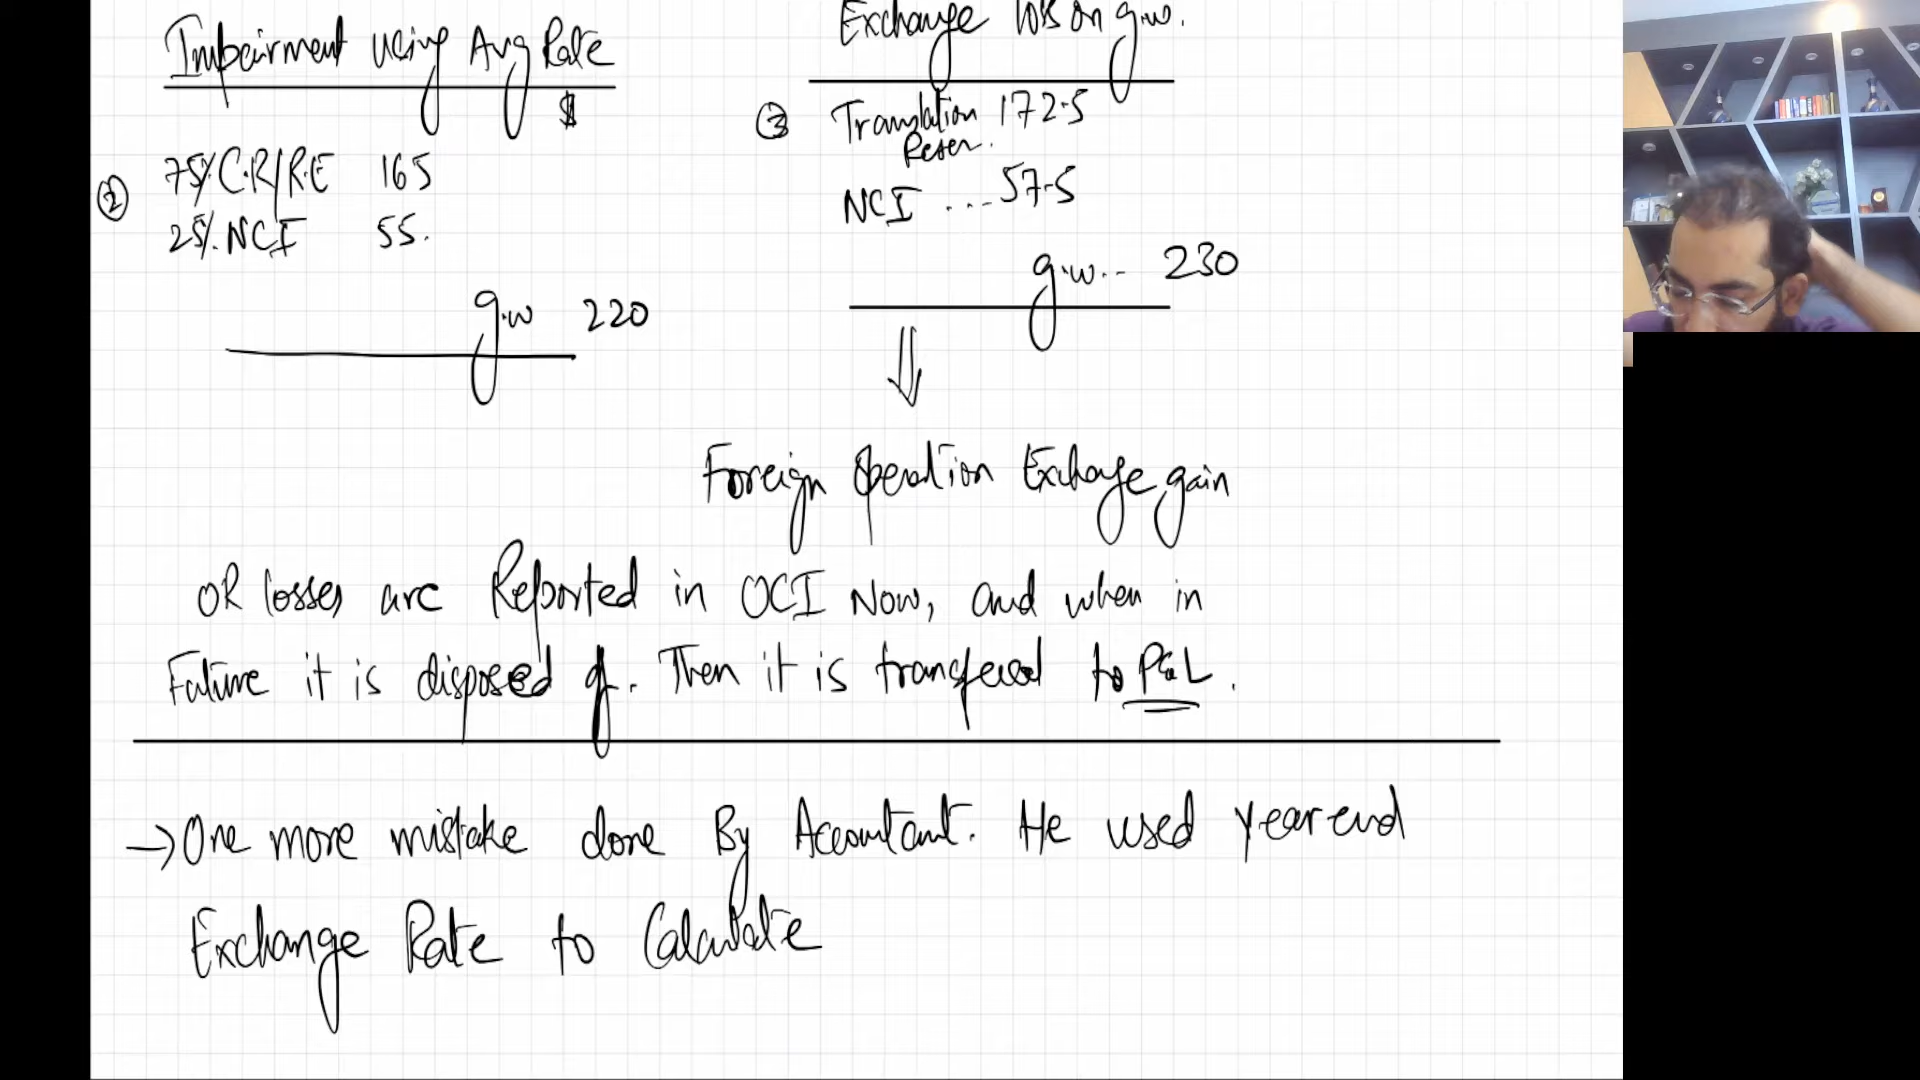 Impairment using Avg Rate
$
② 75% C.R/R.E 165
25% NCI 55.
g.w 220
Exchange loss on g.w.
③ Translation 172.5
Reser.
NCI ... 57.5
g.w.. 230
⇓
Foreign operation Exchange gain
OR losses are Reported in OCI Now, and when in
Future it is disposed of. Then it is transfered to P&L.
→ One more mistake done By Accountant. He used year end
Exchange Rate to Calculate